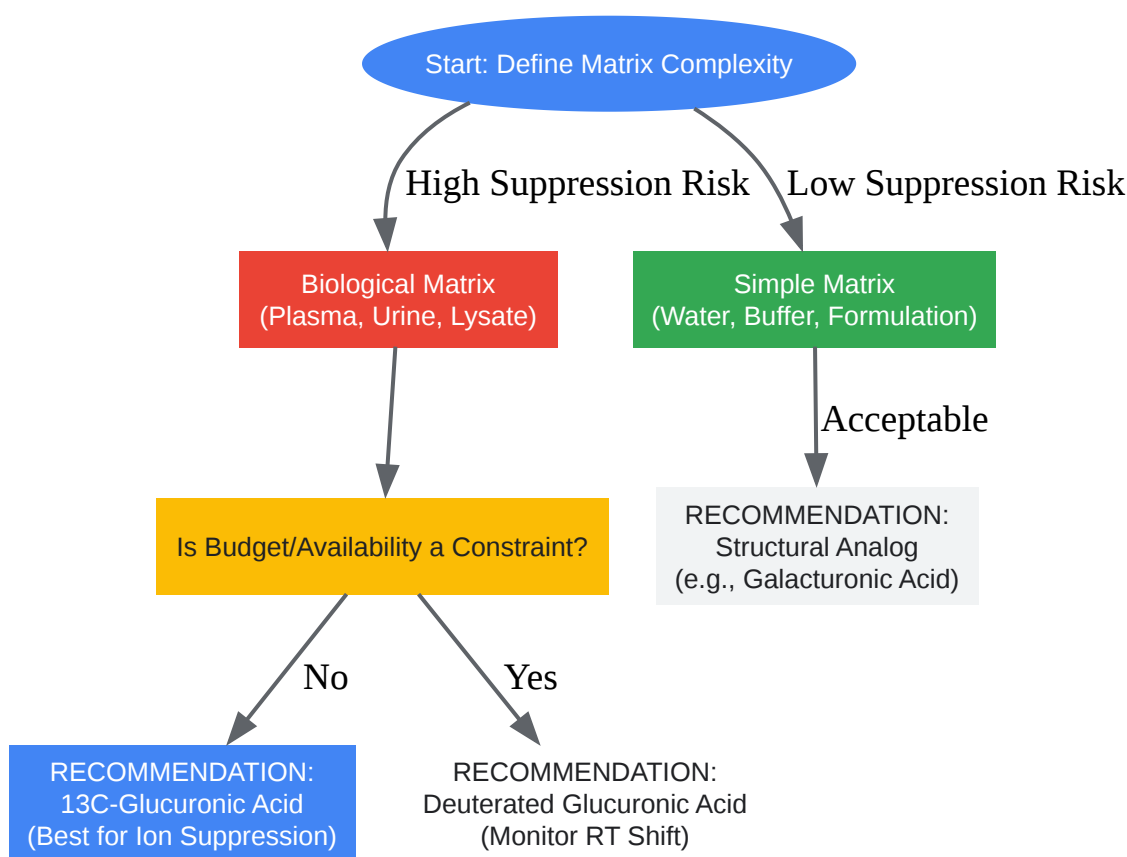 Start: Define Matrix Complexity
High Suppression Risk
Low Suppression Risk
Biological Matrix
(Plasma, Urine, Lysate)
Simple Matrix
(Water, Buffer, Formulation)
Acceptable
Is Budget/Availability a Constraint?
RECOMMENDATION:
Structural Analog
(e.g., Galacturonic Acid)
No
Yes
RECOMMENDATION:
13C-Glucuronic Acid
(Best for Ion Suppression)
RECOMMENDATION:
Deuterated Glucuronic Acid
(Monitor RT Shift)